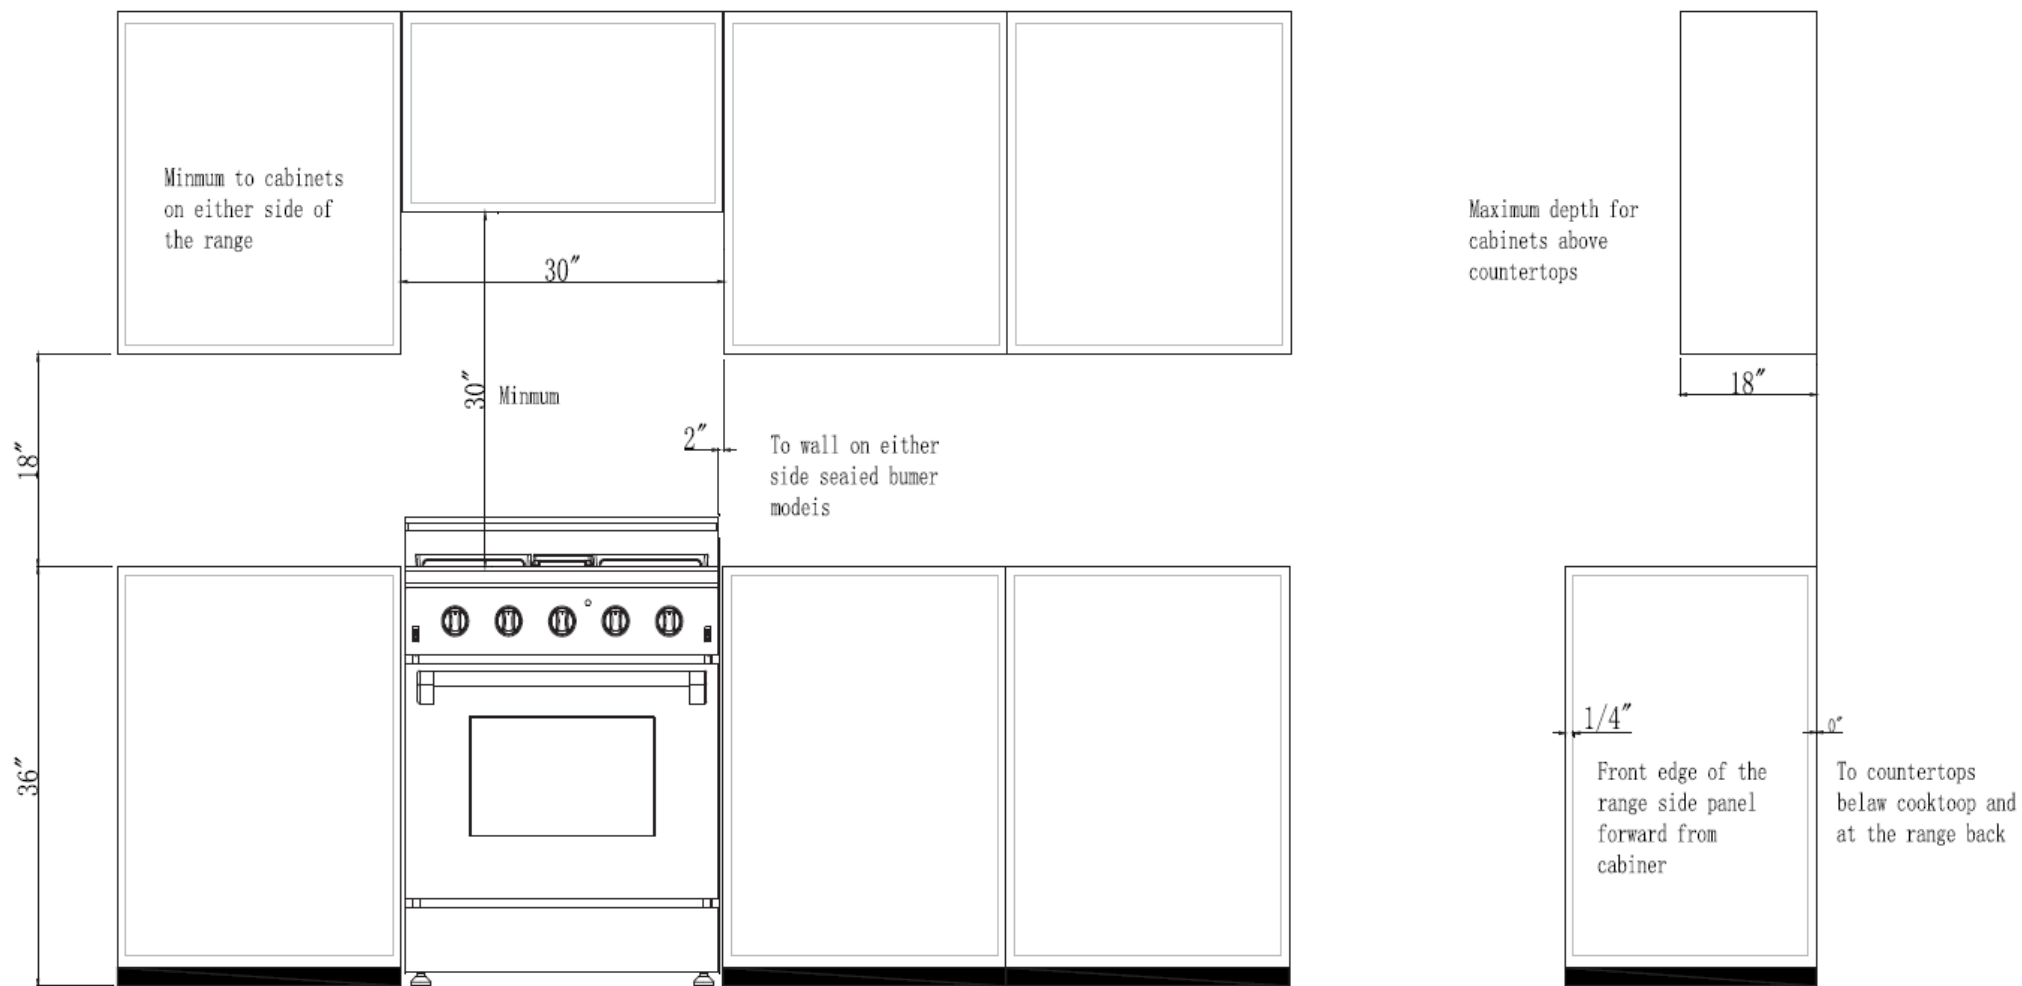 Minmum to cabinets
on either side of
the range
30″
30″
Minmum
2″
To wall on either
side seaied bumer
modeis
18″
36″
Maximum depth for
cabinets above
countertops
18″
1/4″
0″
Front edge of the
range side panel
forward from
cabiner
To countertops
belaw cooktoop and
at the range back